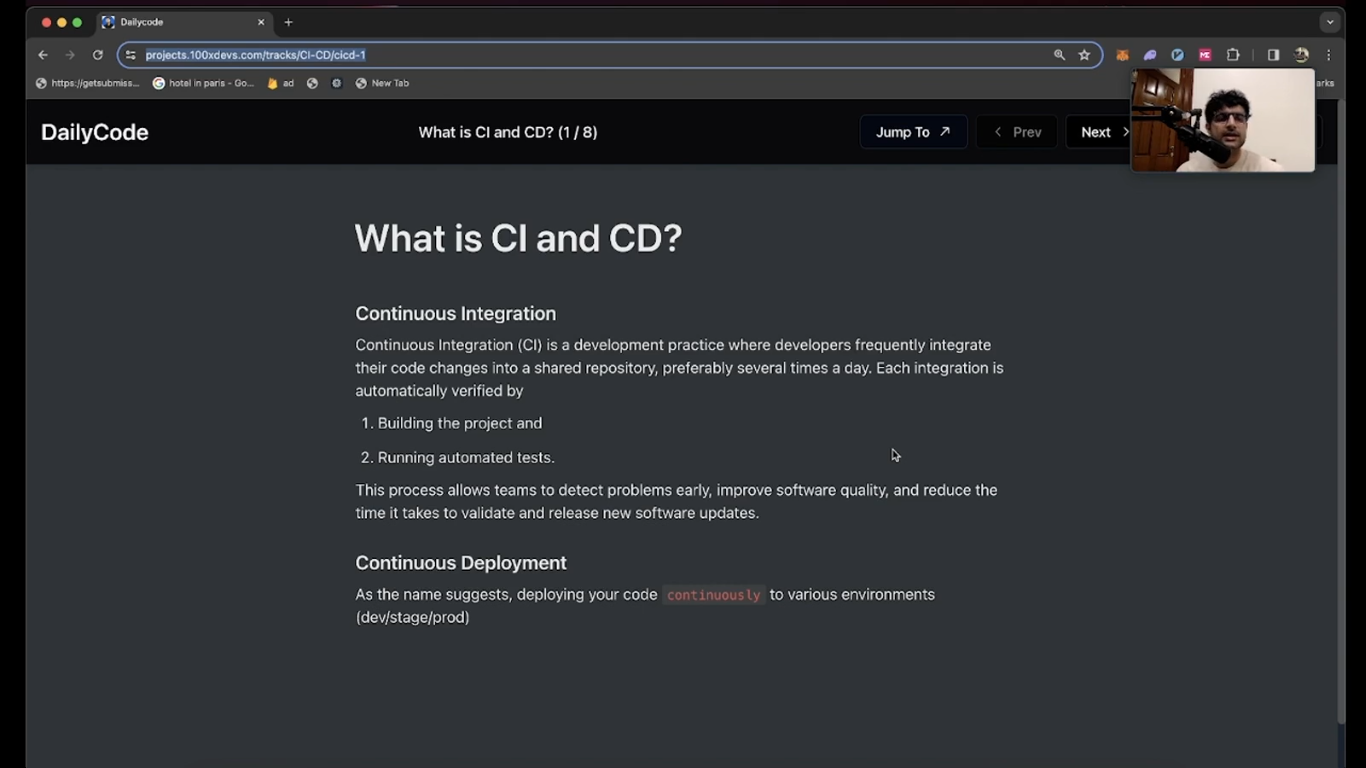 Dailycode
projects.100xdevs.com/tracks/CI-CD/cicd-1
https://getsubmiss...
hotel in paris - Go...
ad
New Tab
arks
DailyCode
What is CI and CD? (1 / 8)
Jump To
Prev
Next
What is CI and CD?
Continuous Integration
Continuous Integration (CI) is a development practice where developers frequently integrate
their code changes into a shared repository, preferably several times a day. Each integration is
automatically verified by
1. Building the project and
2. Running automated tests.
This process allows teams to detect problems early, improve software quality, and reduce the
time it takes to validate and release new software updates.
Continuous Deployment
As the name suggests, deploying your code continuously to various environments
(dev/stage/prod)